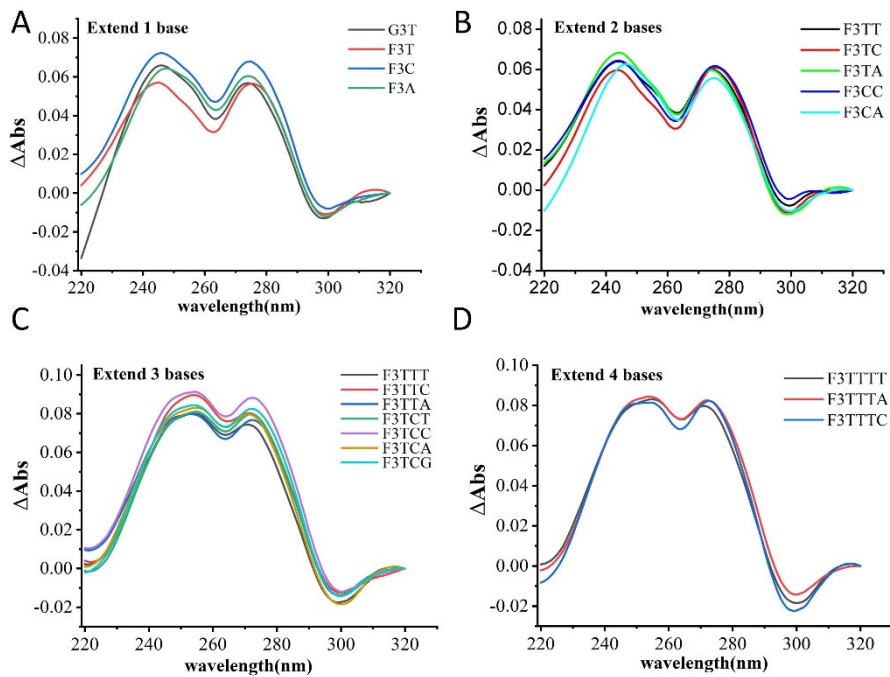 A
Extend 1 base
G3T
F3T
F3C
F3A
0.08
0.06
0.04
0.02
0.00
-0.02
-0.04
ΔAbs
220 240 260 280 300 320
wavelength(nm)
B
Extend 2 bases
F3TT
F3TC
F3TA
F3CC
F3CA
0.08
0.06
0.04
0.02
0.00
-0.02
-0.04
ΔAbs
220 240 260 280 300 320
wavelength(nm)
C
Extend 3 bases
F3TTT
F3TTC
F3TTA
F3TCT
F3TCC
F3TCA
F3TCG
0.10
0.08
0.06
0.04
0.02
0.00
-0.02
ΔAbs
220 240 260 280 300 320
wavelength(nm)
D
Extend 4 bases
F3TTTT
F3TTTA
F3TTTC
0.10
0.08
0.06
0.04
0.02
0.00
-0.02
ΔAbs
220 240 260 280 300 320
wavelength(nm)